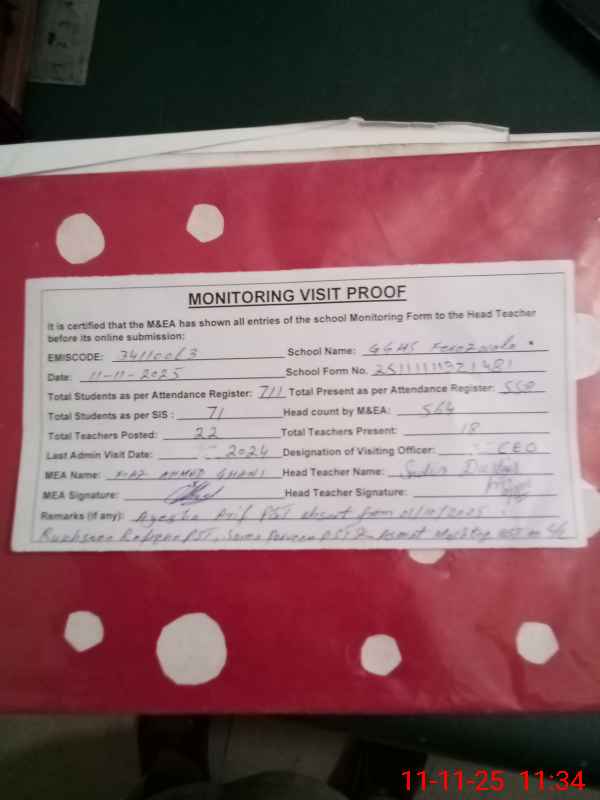 MONITORING VISIT PROOF
It is certified that the M&EA has shown all entries of the school Monitoring Form to the Head Teacher
before its online submission:
EMISCODE: School Name: GGHS
Date: 11-11-2025 School Form No.
Total Students as per Attendance Register: 711 Total Present as per Attendance Register: 550
Total Students as per SIS : 71 Head count by M&EA: 564
Total Teachers Posted: 22 Total Teachers Present: 18
Last Admin Visit Date: 2024 Designation of Visiting Officer: CEO
MEA Name: AHMED GHANI Head Teacher Name:
MEA Signature: Head Teacher Signature:
Remarks (if any): Ayesha Arif PST absent from
PST,
11-11-25 11:34